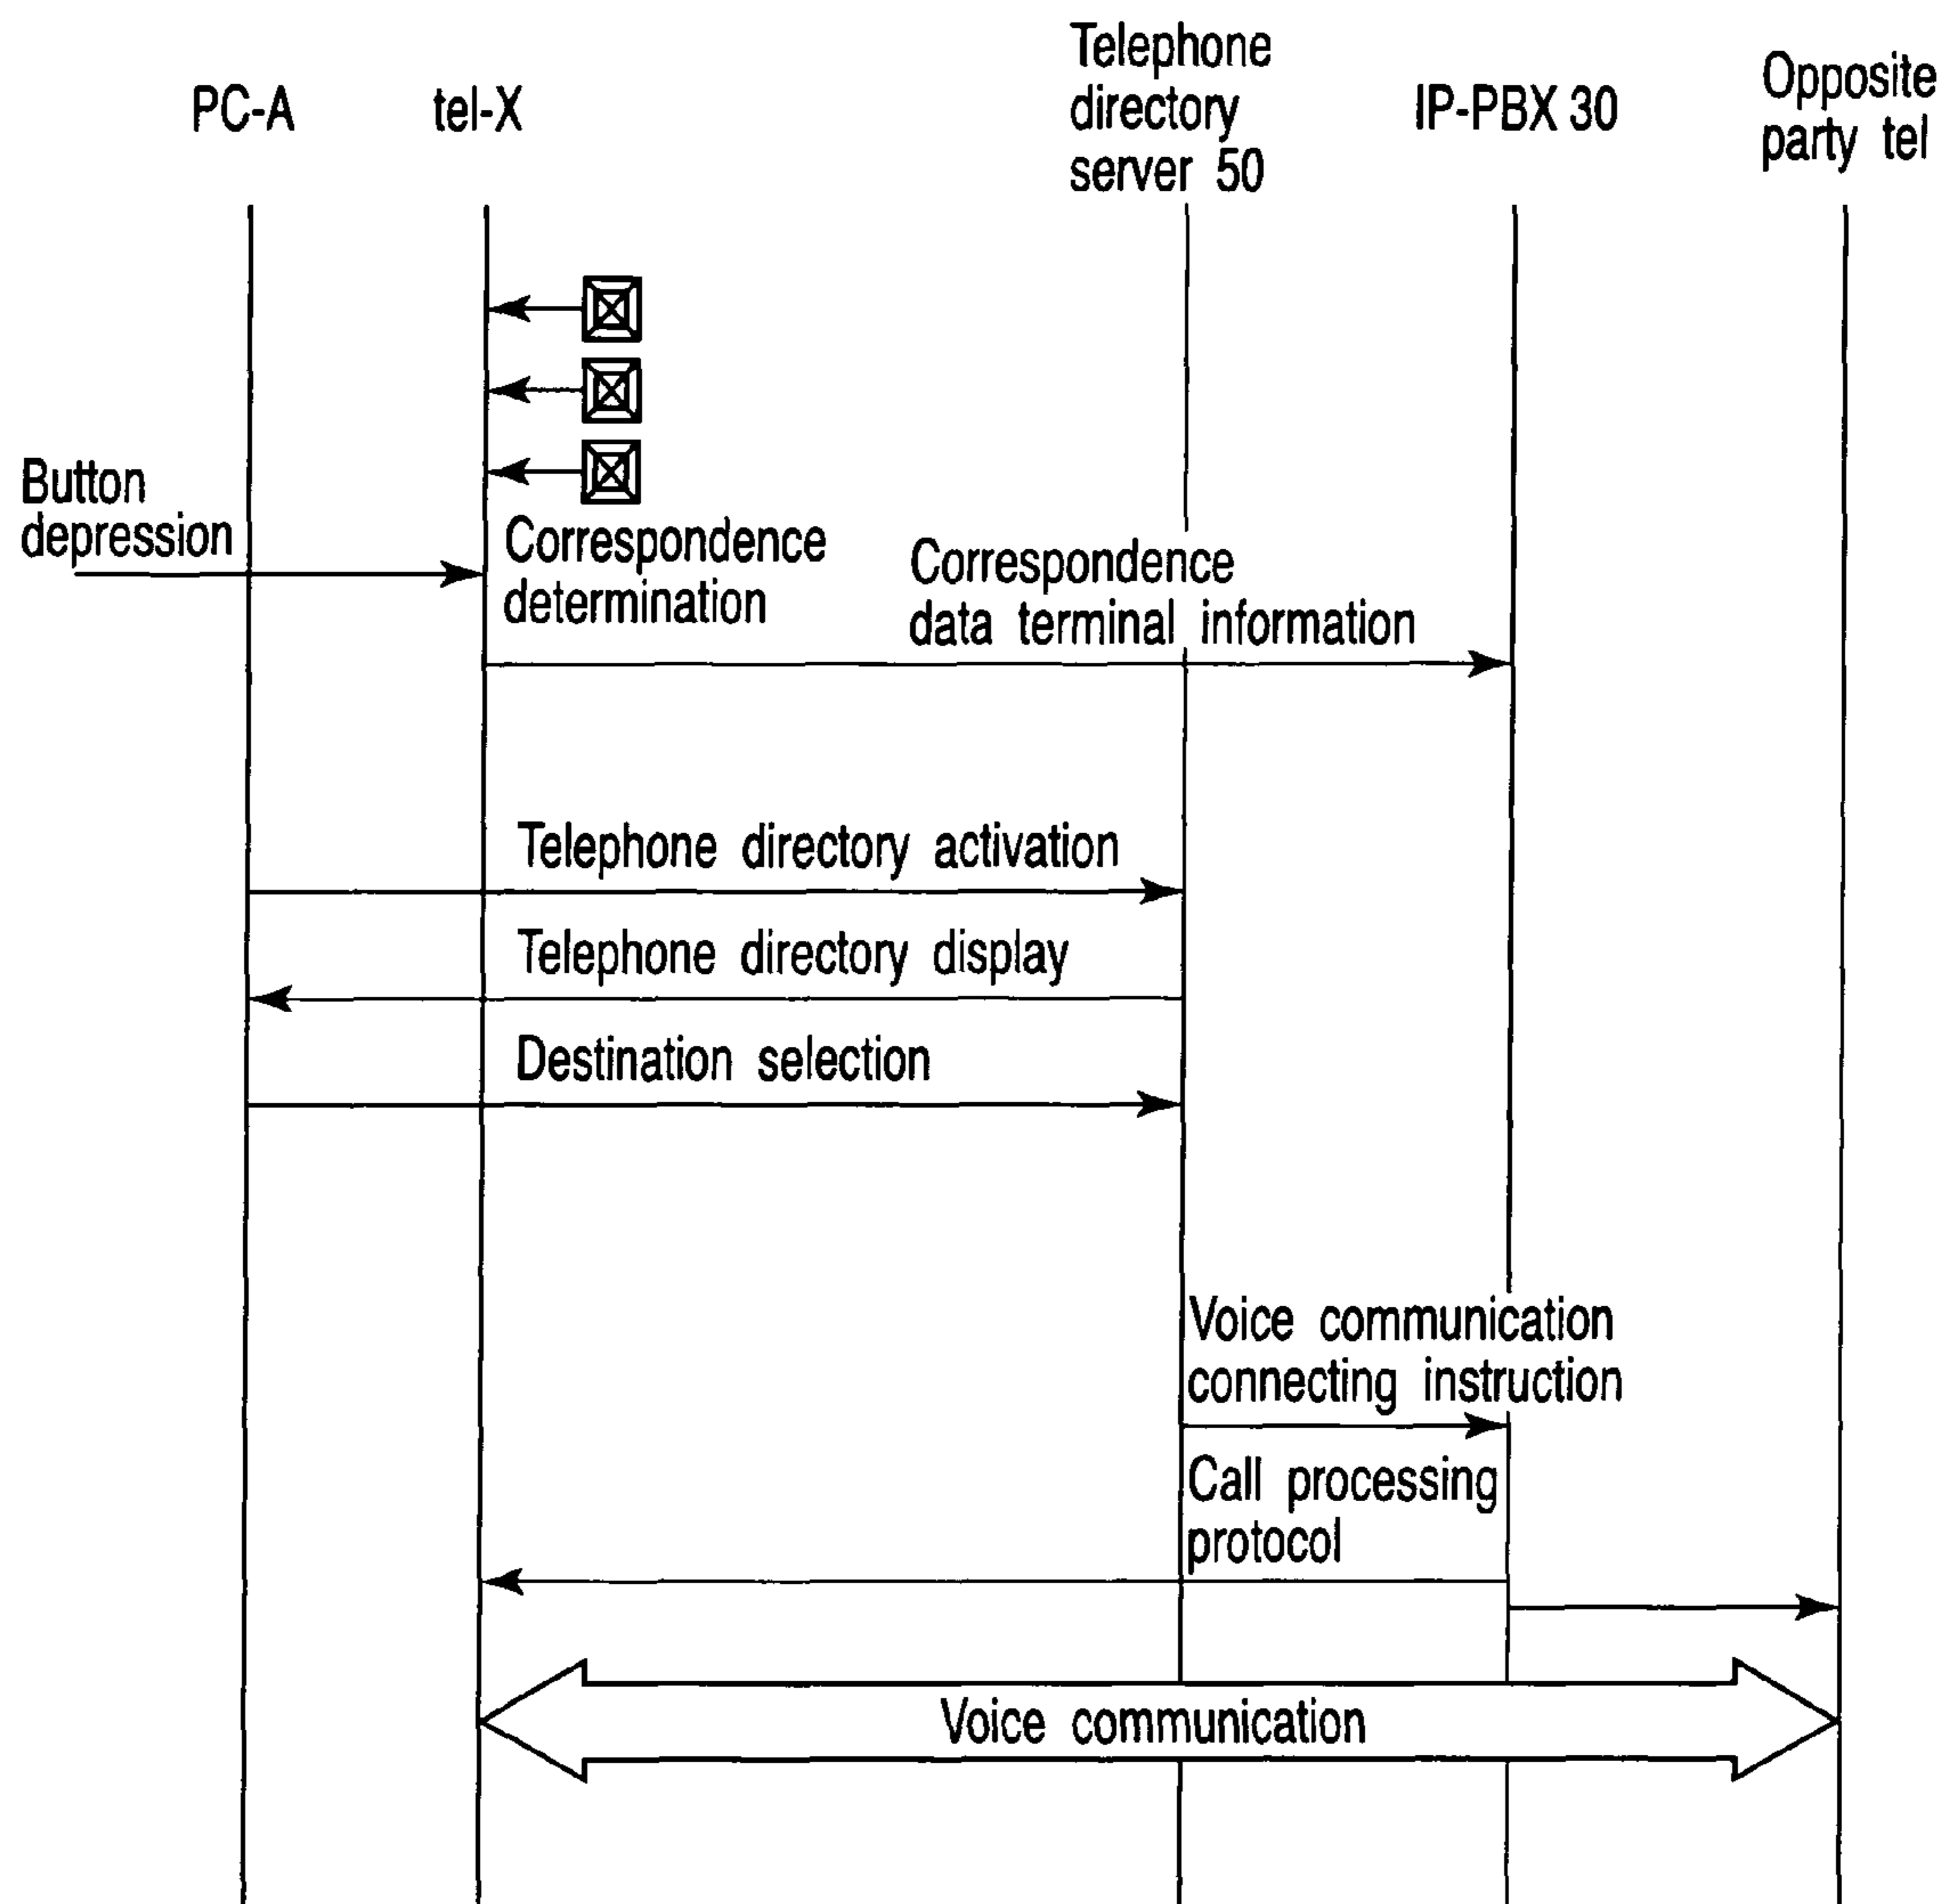 PC-A
tel-X
Telephone
directory
server 50
IP-PBX 30
Opposite
party tel
Button
depression
Correspondence
determination
Correspondence
data terminal information
Telephone directory activation
Telephone directory display
Destination selection
Voice communication
connecting instruction
Call processing
protocol
Voice communication